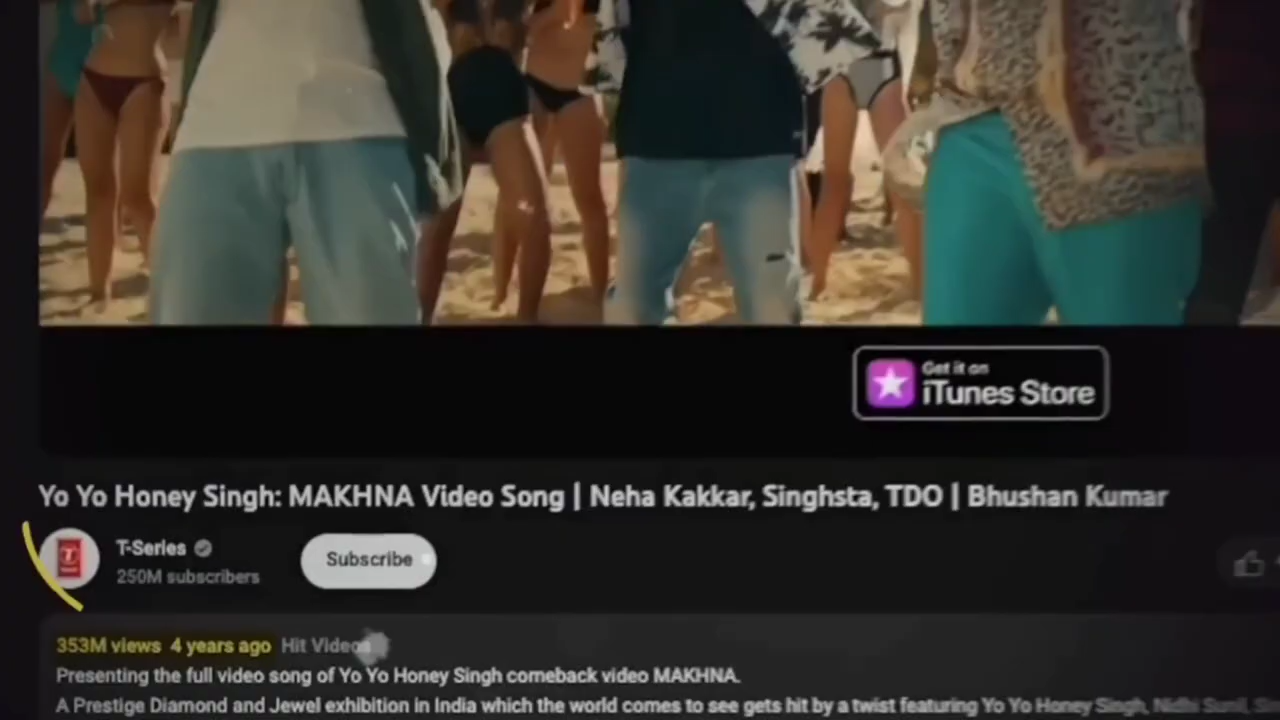 Get it on
iTunes Store
Yo Yo Honey Singh: MAKHNA Video Song | Neha Kakkar, Singhsta, TDO | Bhushan Kumar
T-Series
250M subscribers
Subscribe
353M views 4 years ago Hit Videos
Presenting the full video song of Yo Yo Honey Singh comeback video MAKHNA.
A Prestige Diamond and Jewel exhibition in India which the world comes to see gets hit by a twist featuring Yo Yo Honey Singh, Nidhi Sunil,